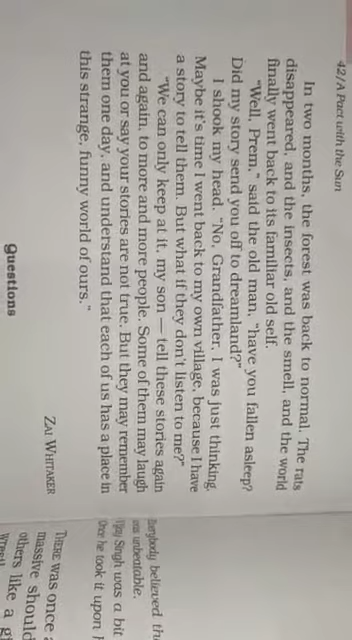 42/A Pact with the Sun
In two months, the forest was back to normal. The rats
disappeared, and the insects, and the smell, and the world
finally went back to its familiar old self.
"Well, Prem," said the old man, "have you fallen asleep?
Did my story send you off to dreamland?"
I shook my head. "No, Grandfather, I was just thinking.
Maybe it's time I went back to my own village, because I have
a story to tell them. But what if they don't listen to me?"
"We can only keep at it, my son — tell these stories again
and again, to more and more people. Some of them may laugh
at you or say your stories are not true. But they may remember
them one day, and understand that each of us has a place in
this strange, funny world of ours."
ZAI WHITAKER
Questions
Everybody believed
was unbeatable.
Vijay Singh was a bit
Once he took it upon
THERE was once
massive should
others like a